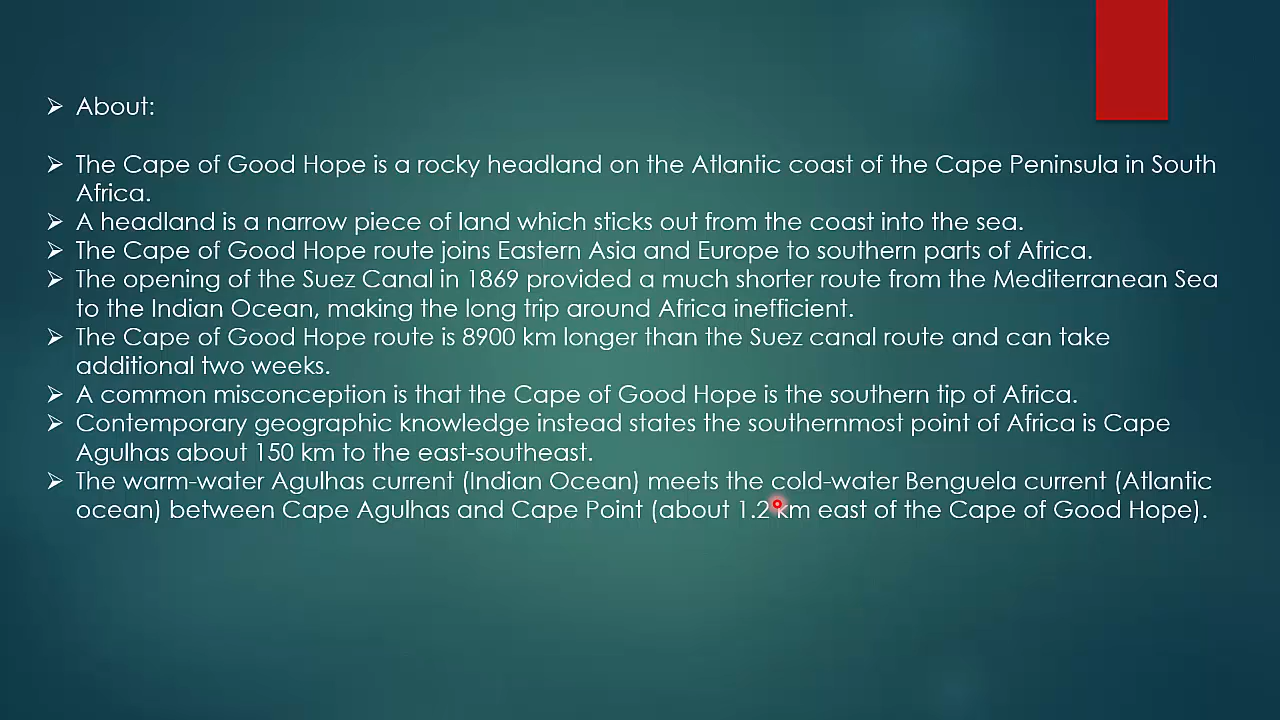 ➢ About:
➢ The Cape of Good Hope is a rocky headland on the Atlantic coast of the Cape Peninsula in South
Africa.
➢ A headland is a narrow piece of land which sticks out from the coast into the sea.
➢ The Cape of Good Hope route joins Eastern Asia and Europe to southern parts of Africa.
➢ The opening of the Suez Canal in 1869 provided a much shorter route from the Mediterranean Sea
to the Indian Ocean, making the long trip around Africa inefficient.
➢ The Cape of Good Hope route is 8900 km longer than the Suez canal route and can take
additional two weeks.
➢ A common misconception is that the Cape of Good Hope is the southern tip of Africa.
➢ Contemporary geographic knowledge instead states the southernmost point of Africa is Cape
Agulhas about 150 km to the east-southeast.
➢ The warm-water Agulhas current (Indian Ocean) meets the cold-water Benguela current (Atlantic
ocean) between Cape Agulhas and Cape Point (about 1.2 km east of the Cape of Good Hope).